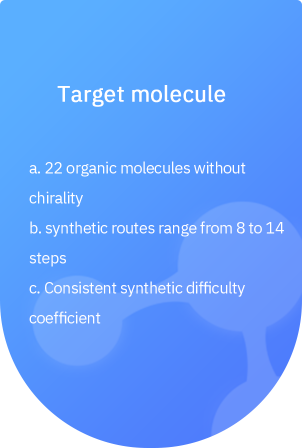 Target molecule
a. 22 organic molecules without
chirality
b. synthetic routes range from 8 to 14
steps
c. Consistent synthetic difficulty
coefficient